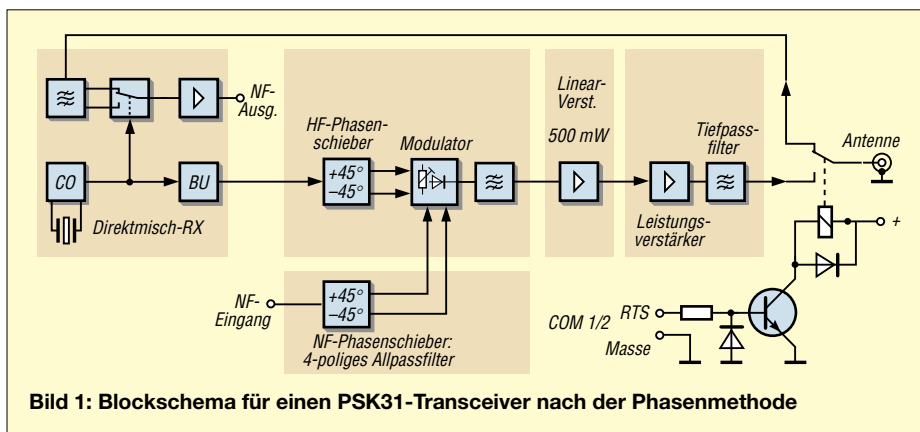 NF-
Ausg.
CO
BU
Direktmisch-RX
HF-Phasen-
schieber
+45°
–45°
Modulator
Linear-
Verst.
500 mW
Tiefpass-
filter
Leistungs-
verstärker
Antenne
+
NF-
Eingang
+45°
–45°
NF-Phasenschieber:
4-poliges Allpassfilter
COM 1/2
RTS
Masse
Bild 1: Blockschema für einen PSK31-Transceiver nach der Phasenmethode